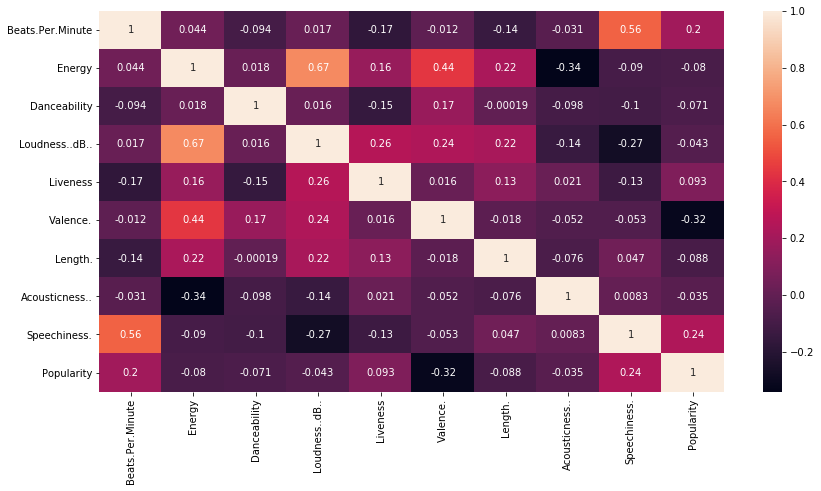 Beats.Per.Minute 1 0.044 -0.094 0.017 -0.17 -0.012 -0.14 -0.031 0.56 0.2
Energy 0.044 1 0.018 0.67 0.16 0.44 0.22 -0.34 -0.09 -0.08
Danceability -0.094 0.018 1 0.016 -0.15 0.17 -0.00019 -0.098 -0.1 -0.071
Loudness..dB.. 0.017 0.67 0.016 1 0.26 0.24 0.22 -0.14 -0.27 -0.043
Liveness -0.17 0.16 -0.15 0.26 1 0.016 0.13 0.021 -0.13 0.093
Valence. -0.012 0.44 0.17 0.24 0.016 1 -0.018 -0.052 -0.053 -0.32
Length. -0.14 0.22 -0.00019 0.22 0.13 -0.018 1 -0.076 0.047 -0.088
Acousticness.. -0.031 -0.34 -0.098 -0.14 0.021 -0.052 -0.076 1 0.0083 -0.035
Speechiness. 0.56 -0.09 -0.1 -0.27 -0.13 -0.053 0.047 0.0083 1 0.24
Popularity 0.2 -0.08 -0.071 -0.043 0.093 -0.32 -0.088 -0.035 0.24 1
Beats.Per.Minute
Energy
Danceability
Loudness..dB..
Liveness
Valence.
Length.
Acousticness..
Speechiness.
Popularity
1.0
0.8
0.6
0.4
0.2
0.0
−0.2